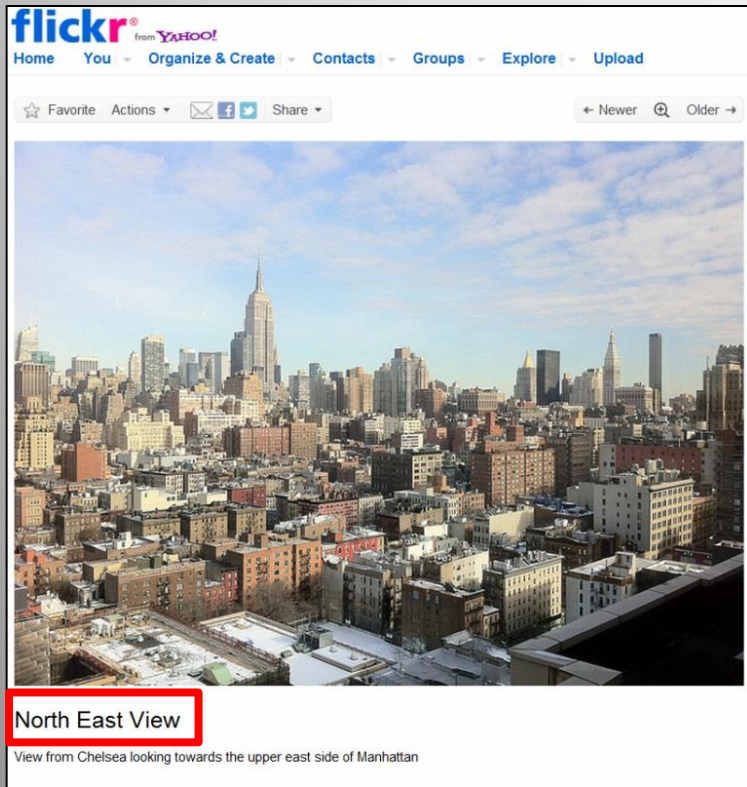 flickr® from YAHOO!
Home You Organize & Create Contacts Groups Explore Upload
Favorite Actions Share ← Newer Older →
North East View
View from Chelsea looking towards the upper east side of Manhattan